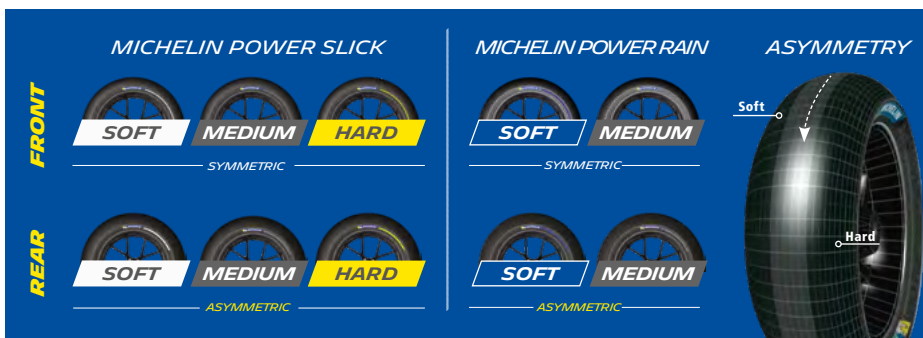 MICHELIN POWER SLICK
MICHELIN POWER RAIN
ASYMMETRY
FRONT
SOFT
MEDIUM
HARD
SYMMETRIC
SOFT
MEDIUM
SYMMETRIC
REAR
SOFT
MEDIUM
HARD
ASYMMETRIC
SOFT
MEDIUM
ASYMMETRIC
Soft
Hard